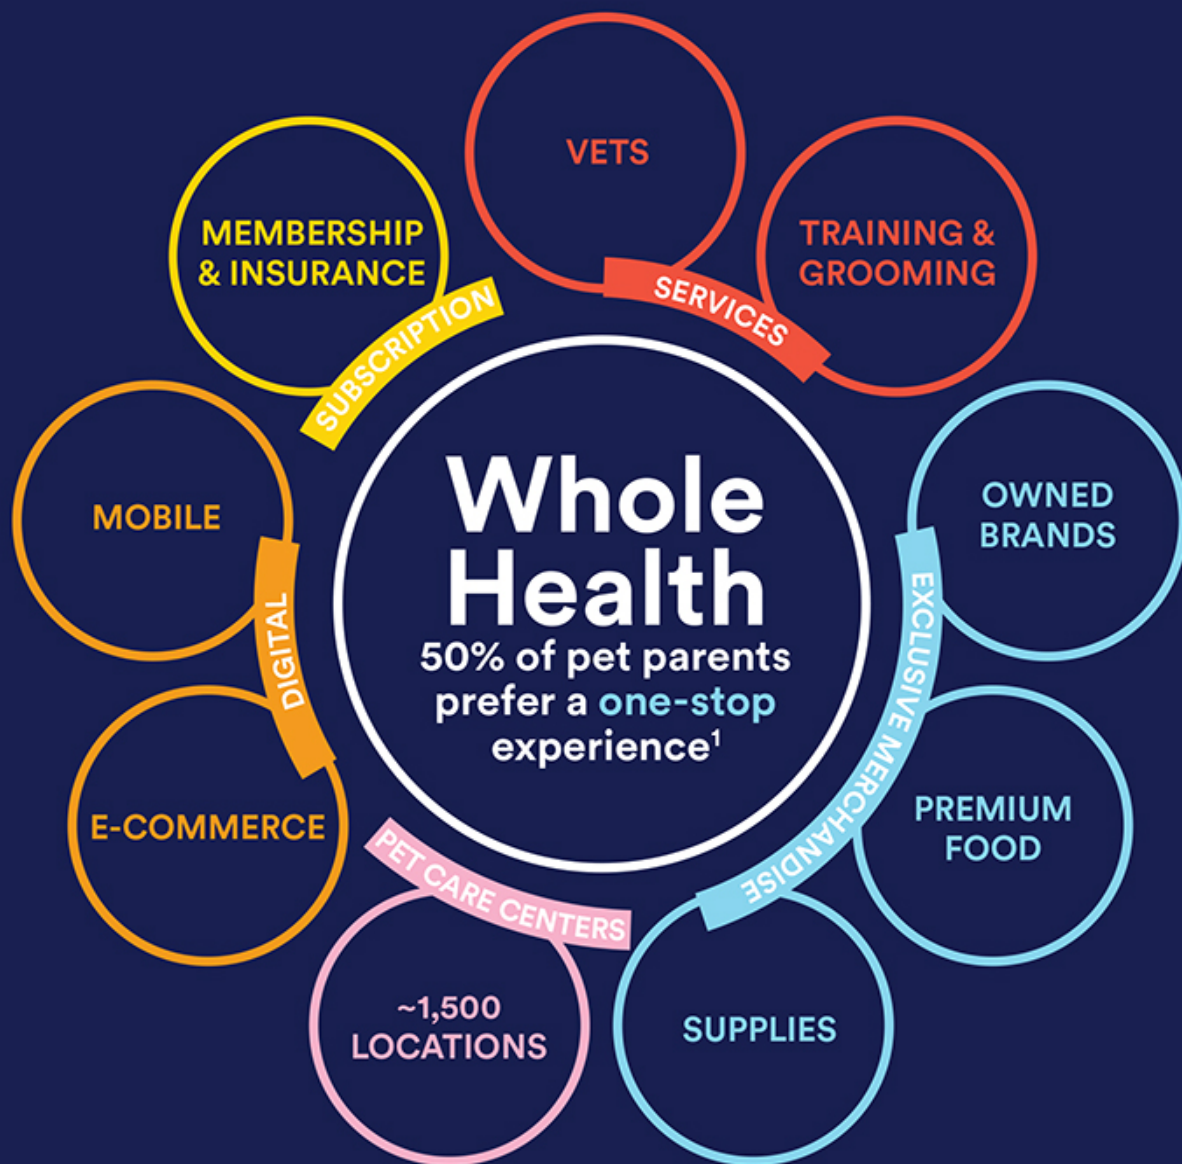 VETS
TRAINING &
GROOMING
SERVICES
MEMBERSHIP
& INSURANCE
SUBSCRIPTION
MOBILE
DIGITAL
E-COMMERCE
Whole
Health
50% of pet parents
prefer a one-stop
experience¹
OWNED
BRANDS
EXCLUSIVE MERCHANDISE
PREMIUM
FOOD
SUPPLIES
PET CARE CENTERS
~1,500
LOCATIONS